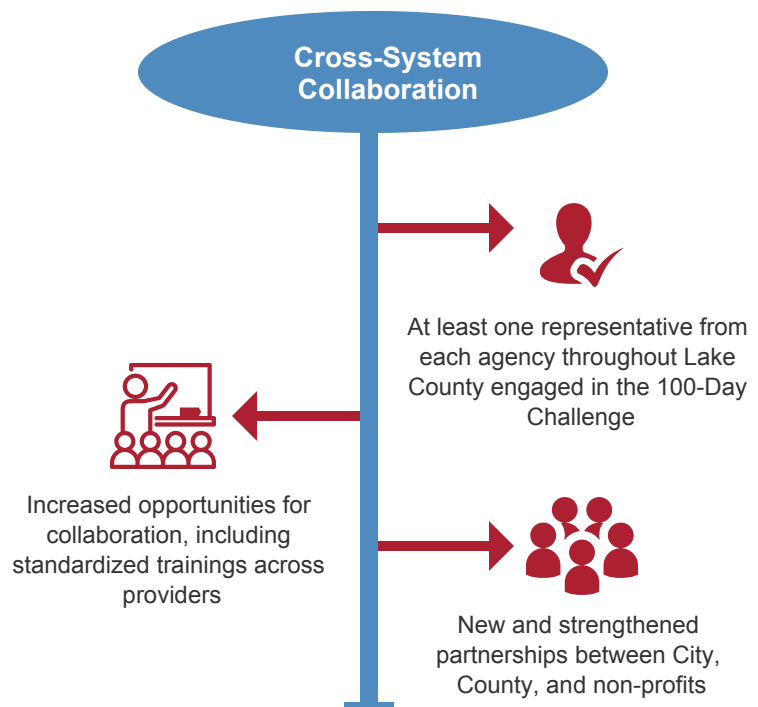 Cross-System
Collaboration
At least one representative from
each agency throughout Lake
County engaged in the 100-Day
Challenge
Increased opportunities for
collaboration, including
standardized trainings across
providers
New and strengthened
partnerships between City,
County, and non-profits